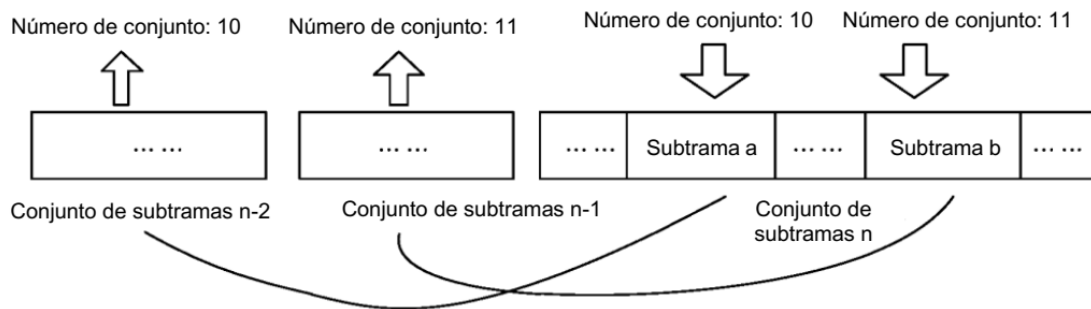 Número de conjunto: 10
Número de conjunto: 11
Número de conjunto: 10
Número de conjunto: 11
... ...
... ...
... ...
Subtrama a
... ...
Subtrama b
... ...
Conjunto de subtramas n-2
Conjunto de subtramas n-1
Conjunto de
subtramas n